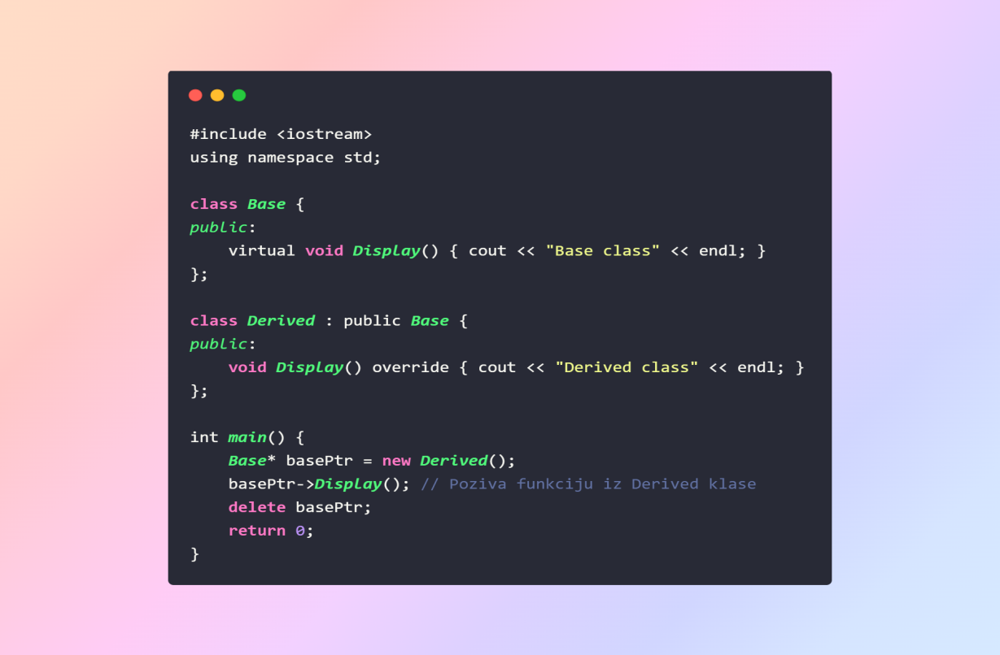 #include <iostream>
using namespace std;

class Base {
public:
    virtual void Display() { cout << "Base class" << endl; }
};

class Derived : public Base {
public:
    void Display() override { cout << "Derived class" << endl; }
};

int main() {
    Base* basePtr = new Derived();
    basePtr->Display(); // Poziva funkciju iz Derived klase
    delete basePtr;
    return 0;
}